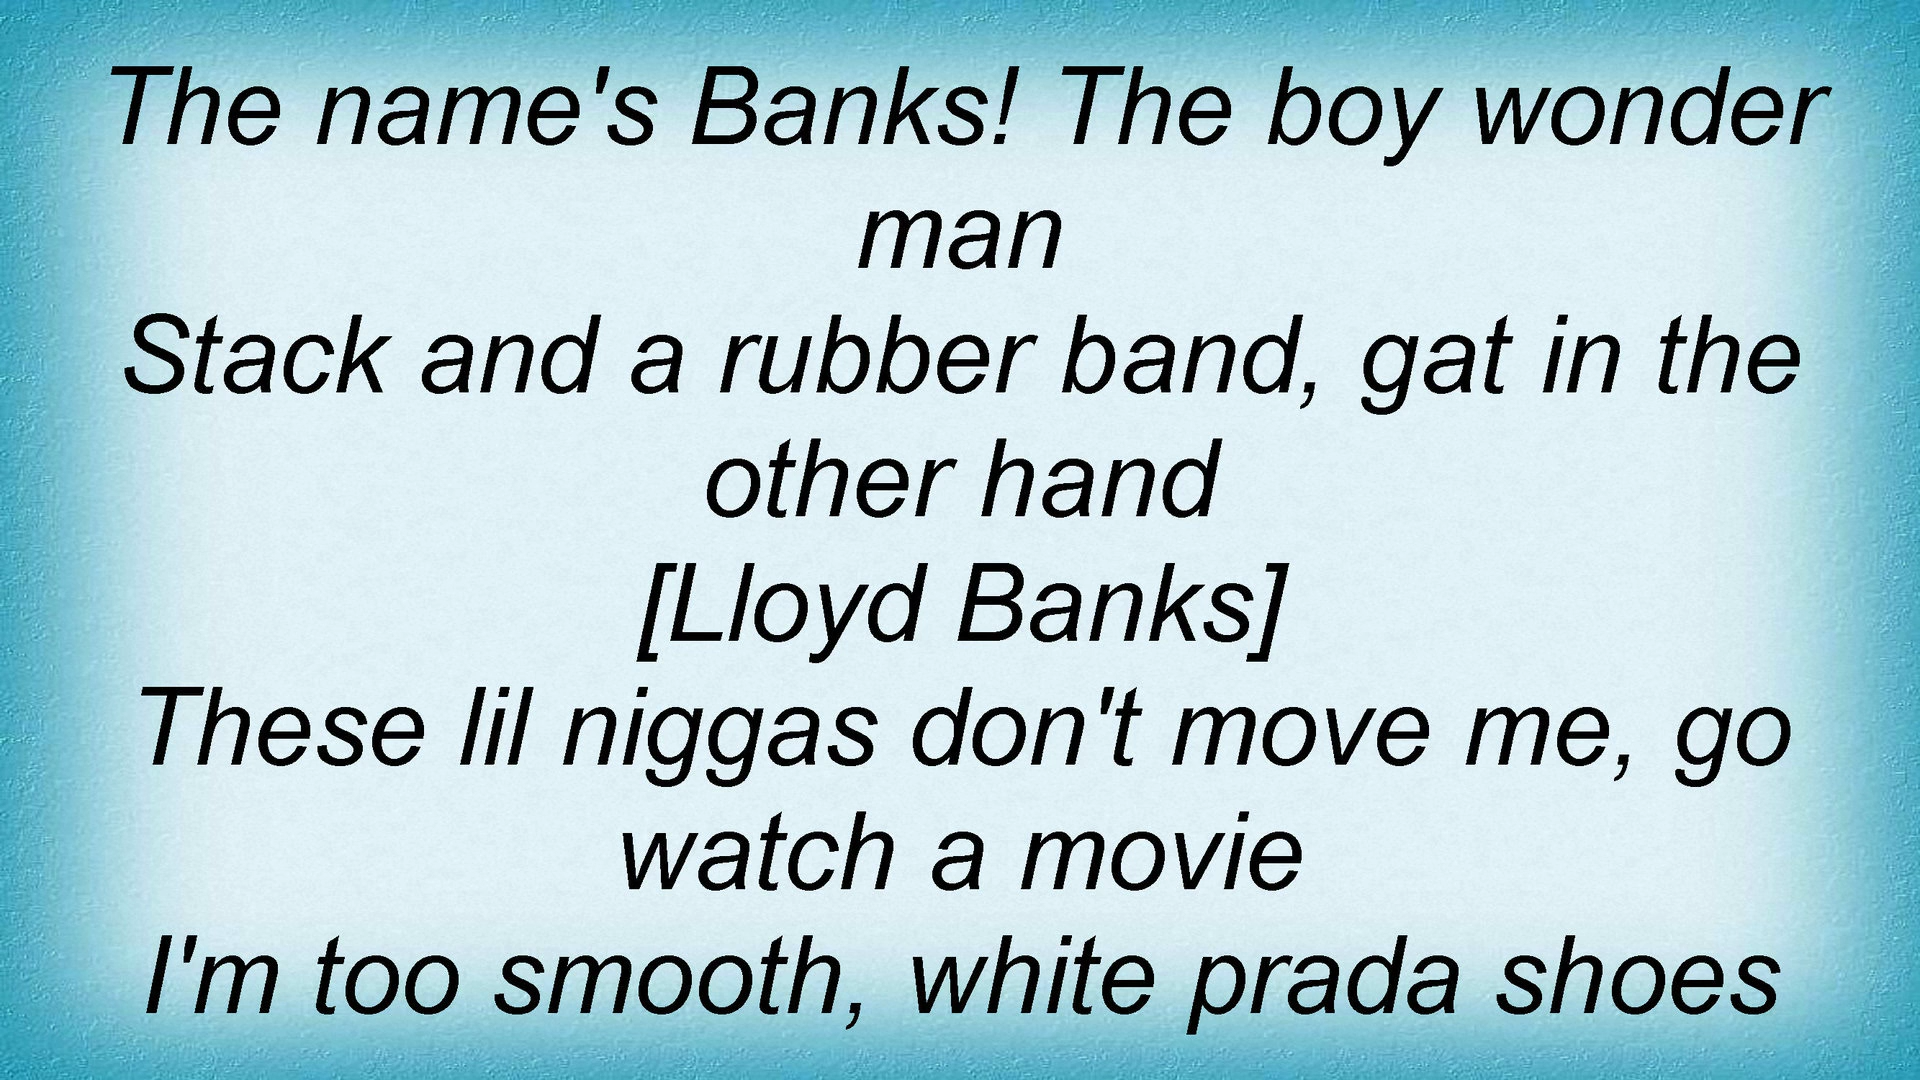 The name's Banks! The boy wonder
man
Stack and a rubber band, gat in the
other hand
[Lloyd Banks]
These lil niggas don't move me, go
watch a movie
I'm too smooth, white prada shoes